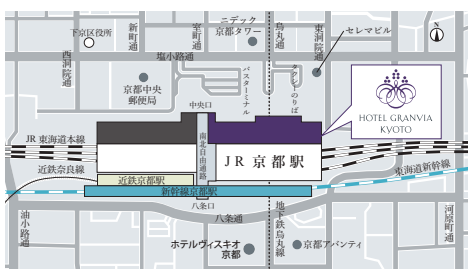 下京区役所
新町通
室町通
ニデック
京都タワー
烏丸通
東洞院通
セレマビル
N
西洞院通
塩小路通
京都中央
郵便局
バスターミナル
タクシーのりば
中央口
HOTEL GRANVIA
KYOTO
JR 東海道本線
南北自由通路
JR 京都駅
近鉄奈良線
近鉄京都駅
新幹線京都駅
東海道新幹線
八条口
油小路通
八条通
地下鉄烏丸線
河原町通
ホテルヴィスキオ
京都
京都アバンティ